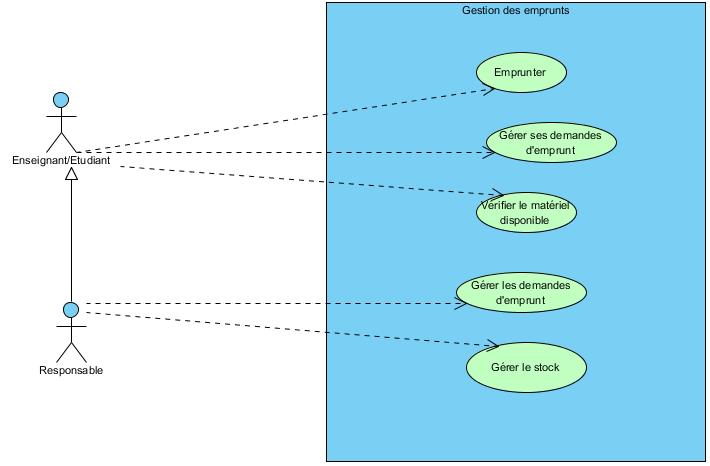 Gestion des emprunts
Emprunter
Gérer ses demandes
d'emprunt
Enseignant/Etudiant
Vérifier le matériel
disponible
Gérer les demandes
d'emprunt
Responsable
Gérer le stock